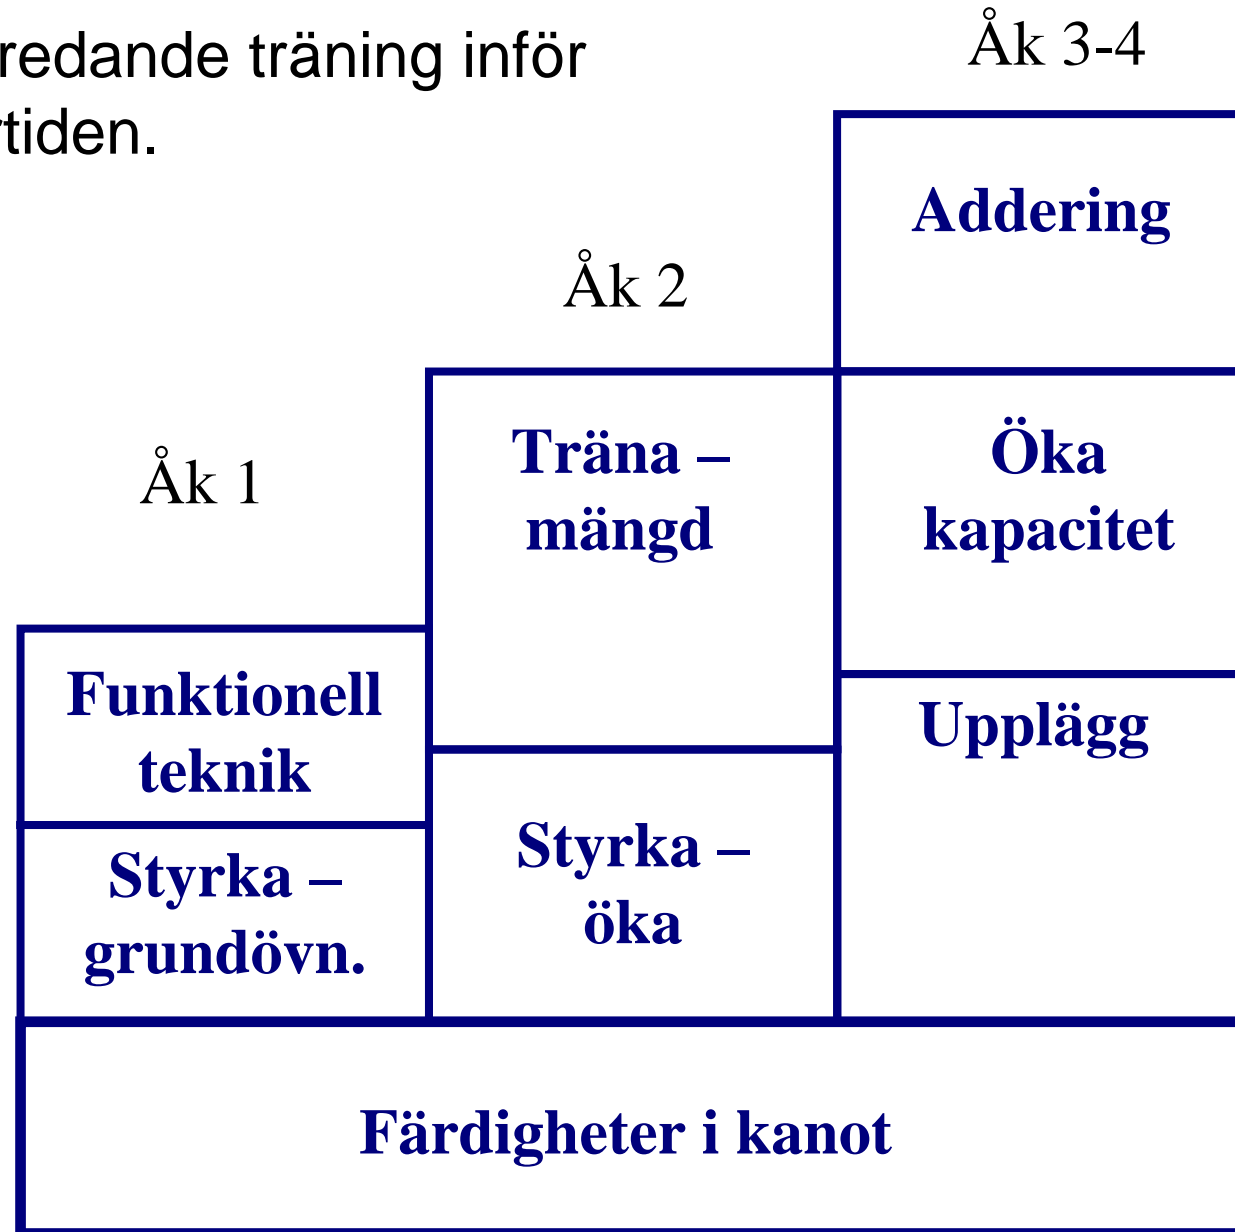 redande träning inför
rtiden.
Åk 3-4
Addering
Åk 2
Träna –
mängd
Öka
kapacitet
Åk 1
Funktionell
teknik
Upplägg
Styrka –
grundövn.
Styrka –
öka
Färdigheter i kanot